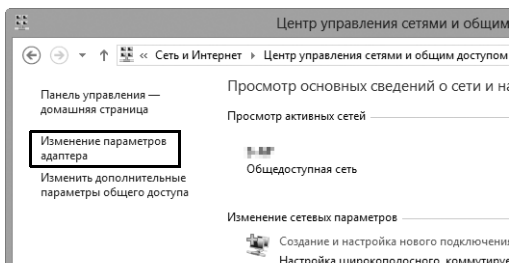 Центр управления сетями и общим
« Сеть и Интернет Центр управления сетями и общим доступом
Панель управления —
домашняя страница
Изменение параметров
адаптера
Изменить дополнительные
параметры общего доступа
Просмотр основных сведений о сети и
Просмотр активных сетей
Общедоступная сеть
Изменение сетевых параметров
Создание и настройка нового подключения
Настройка широкополосного,